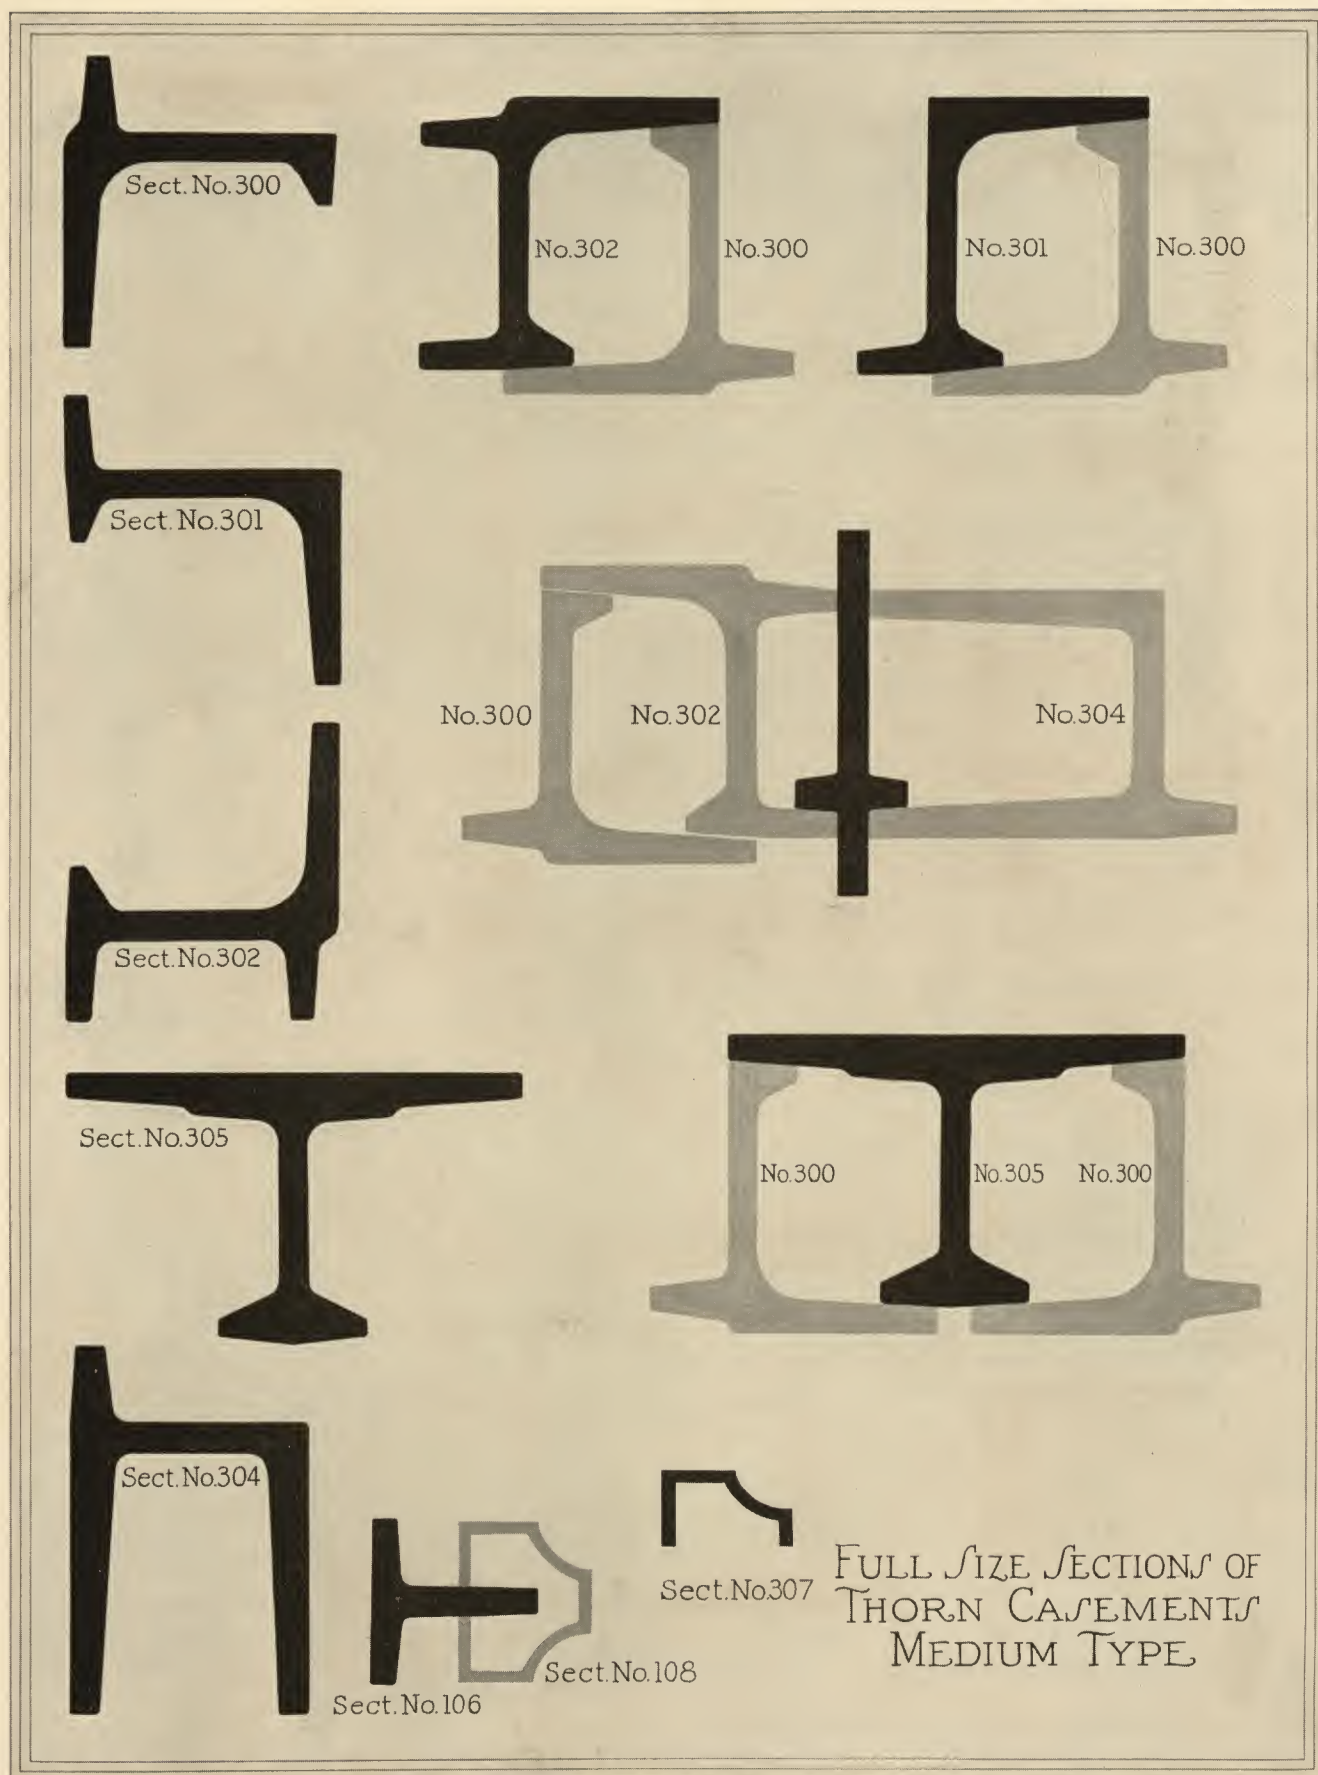 Sect. No. 300
No. 302
No. 300
No. 301
No. 300
Sect. No. 301
No. 300
No. 302
No. 304
Sect. No. 302
Sect. No. 305
No. 300
No. 305
No. 300
Sect. No. 304
Sect. No. 106
Sect. No. 108
Sect. No. 307
FULL SIZE SECTIONS OF
THORN CASEMENTS
MEDIUM TYPE